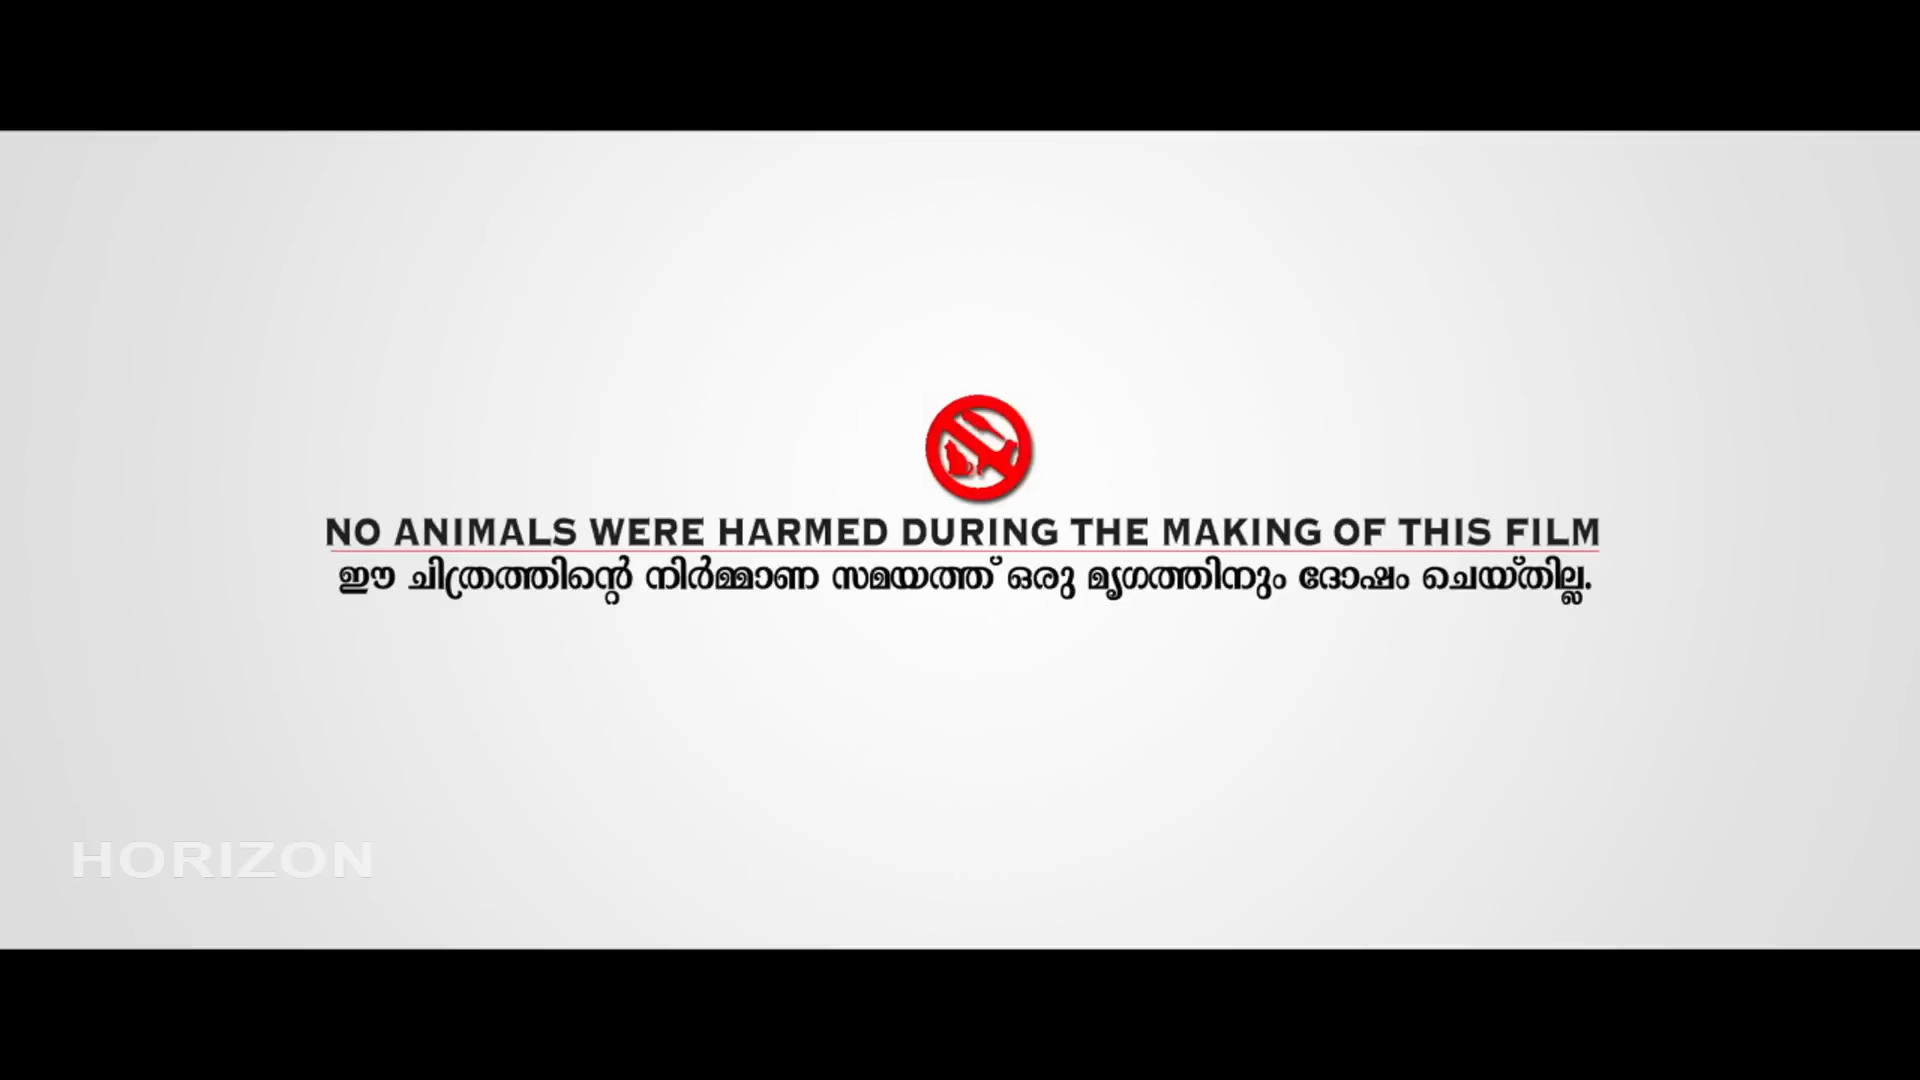 NO ANIMALS WERE HARMED DURING THE MAKING OF THIS FILM
ഈ ചിത്രത്തിന്റെ നിർമ്മാണ സമയത്ത് ഒരു മൃഗത്തിനും ദോഷം ചെയ്തില്ല.
HORIZON